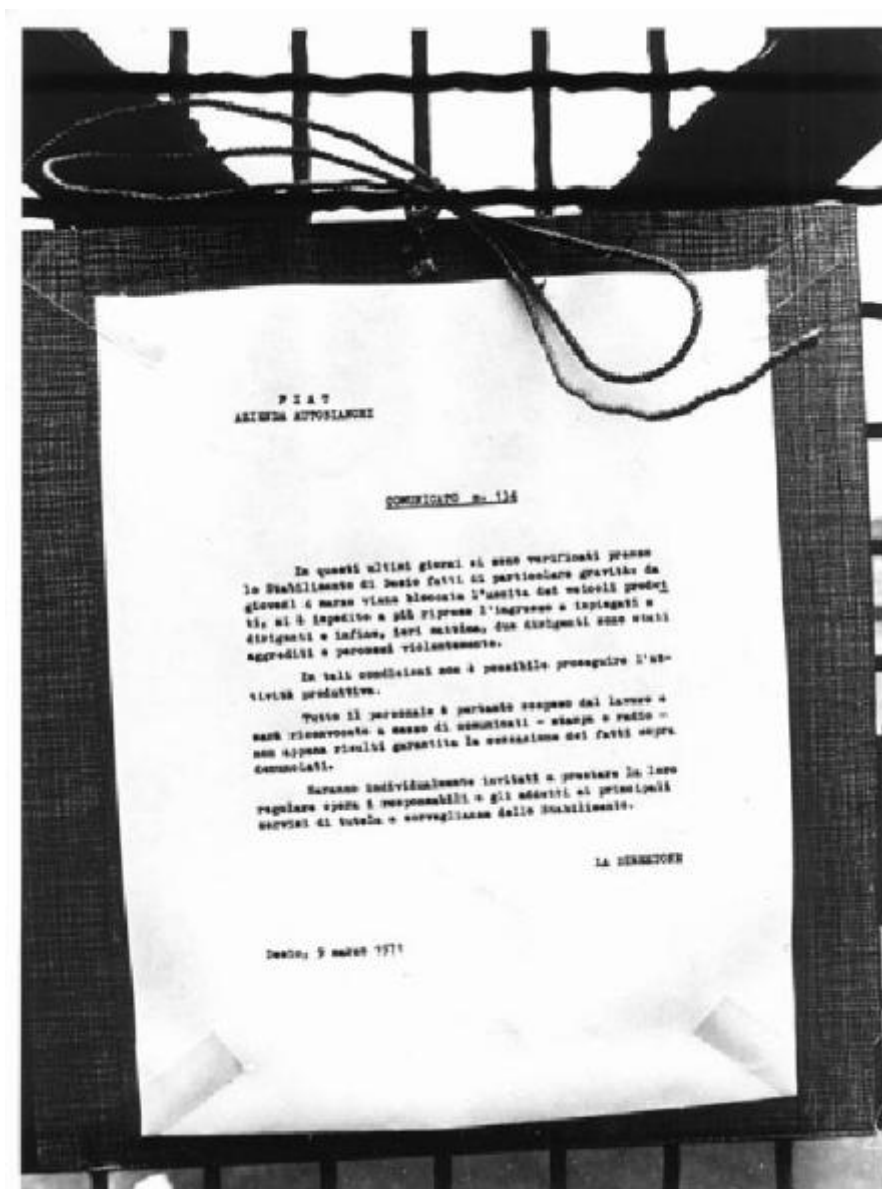 F I A T
AZIENDA AUTOBIANCHI
COMUNICATO n. 134
In questi ultimi giorni si sono verificati presso
lo Stabilimento di Desio fatti di particolare gravità: da
giovedì 4 marzo viene bloccata l'uscita dei veicoli prodot
ti, si è impedito a più riprese l'ingresso a impiegati e
dirigenti e infine, ieri mattina, due dirigenti sono stati
aggrediti e percossi violentemente.
In tali condizioni non è possibile proseguire l'at-
tività produttiva.
Tutto il personale è pertanto sospeso dal lavoro e
sarà riconvocato a mezzo di comunicati - stampa e radio -
non appena risulti garantita la cessazione dei fatti sopra
denunciati.
Saranno individualmente invitati a prestare la loro
regolare opera i responsabili e gli addetti ai principali
servizi di tutela e sorveglianza dello Stabilimento.
LA DIREZIONE
Desio, 9 marzo 1971